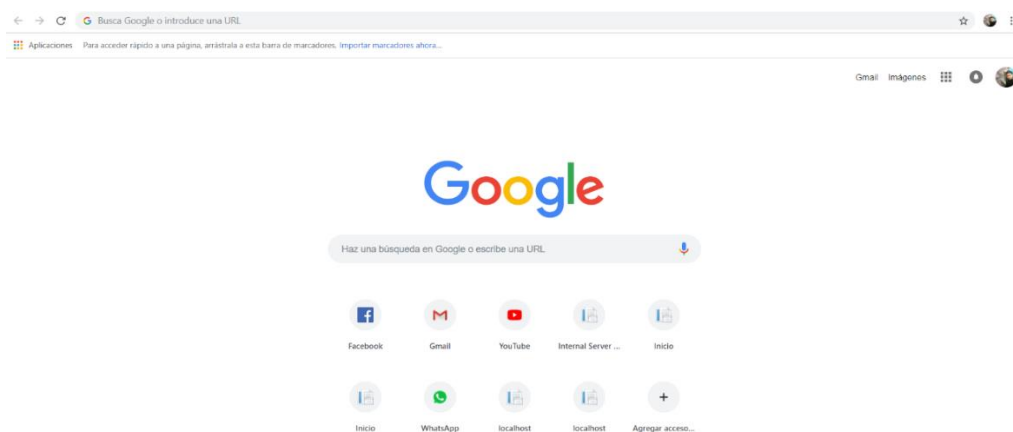 Busca Google o introduce una URL
Aplicaciones Para acceder rápido a una página, arrástrala a esta barra de marcadores. Importar marcadores ahora...
Gmail Imágenes
Google
Haz una búsqueda en Google o escribe una URL
Facebook Gmail YouTube Internal Server ... Inicio
Inicio WhatsApp localhost localhost Agregar acceso...